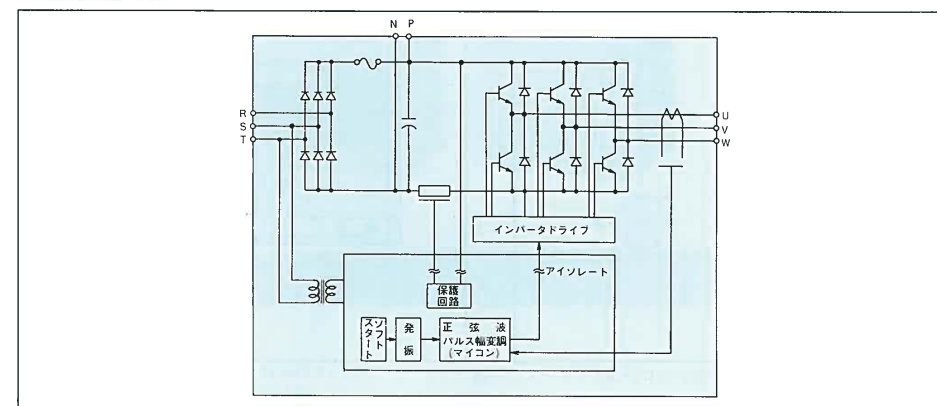 N P
R
S
T
U
V
W
インバータドライブ
アイソレート
保護
回路
ソフト
スタート
発
振
正弦波
パルス幅変調
(マイコン)